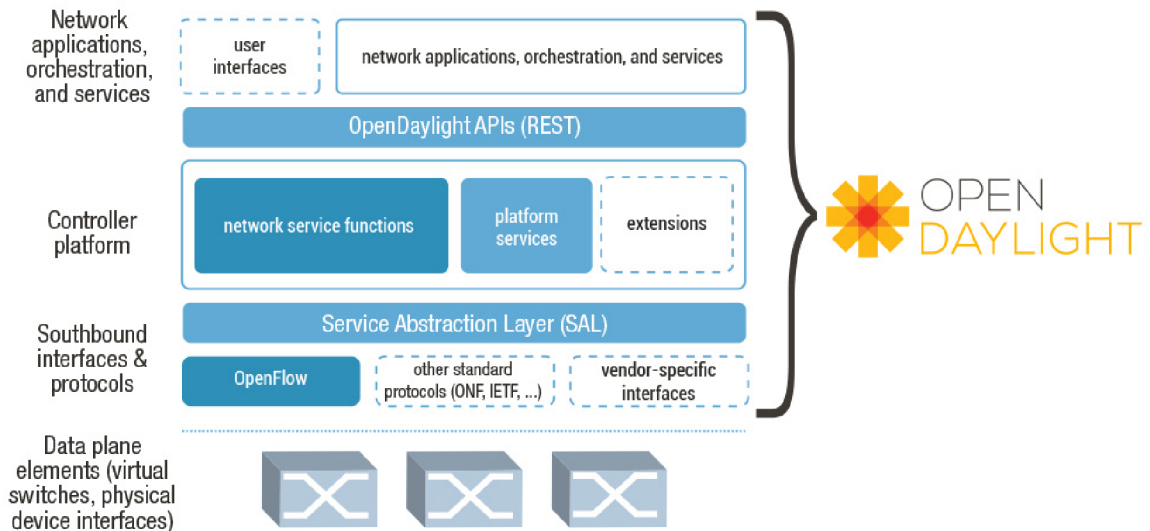 Network
applications,
orchestration,
and services
user
interfaces
network applications, orchestration, and services
OpenDaylight APIs (REST)
Controller
platform
network service functions
platform
services
extensions
Service Abstraction Layer (SAL)
Southbound
interfaces &
protocols
OpenFlow
other standard
protocols (ONF, IETF, ...)
vendor-specific
interfaces
Data plane
elements (virtual
switches, physical
device interfaces)
OPEN
DAYLIGHT